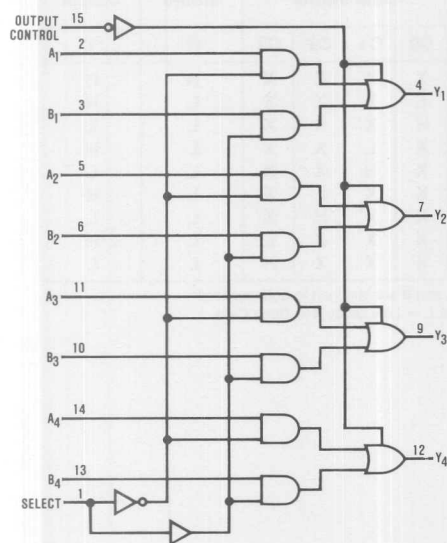 OUTPUT
CONTROL 15
A1 2
4 Y1
B1 3
A2 5
7 Y2
B2 6
A3 11
9 Y3
B3 10
A4 14
12 Y4
B4 13
SELECT 1